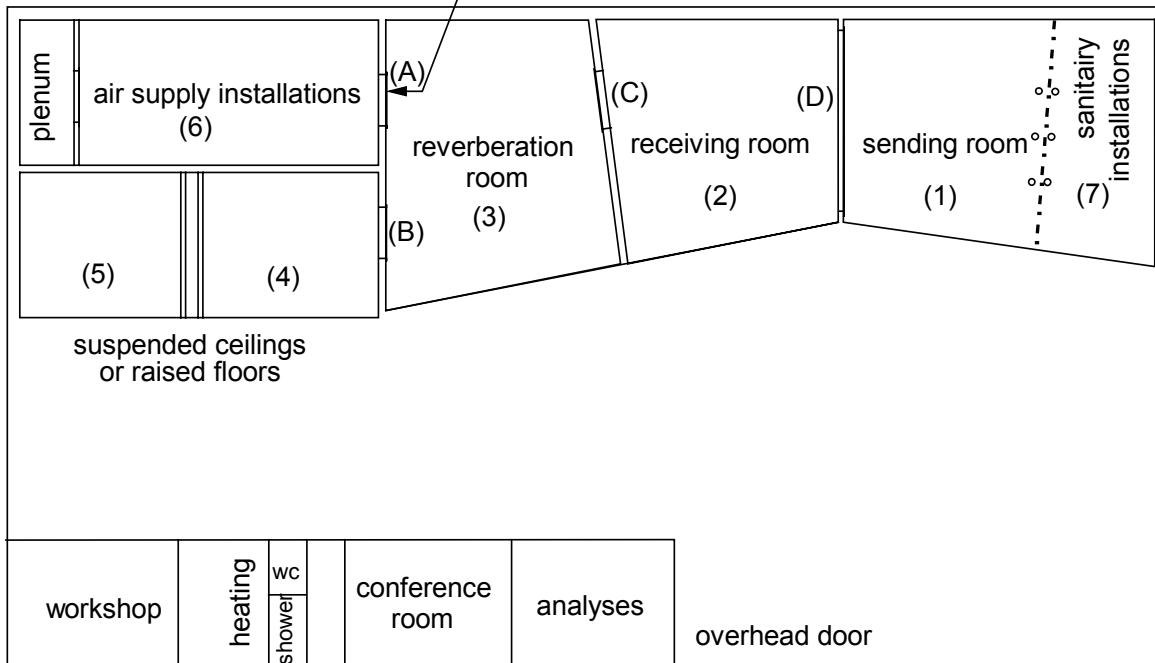 plenum
air supply installations
(6)
(A)
(C)
(D)
reverberation
room
(3)
receiving room
(2)
sending room
(1)
sanitairy
installations
(7)
(B)
(5)
(4)
suspended ceilings
or raised floors
workshop
heating
wc
shower
conference
room
analyses
overhead door